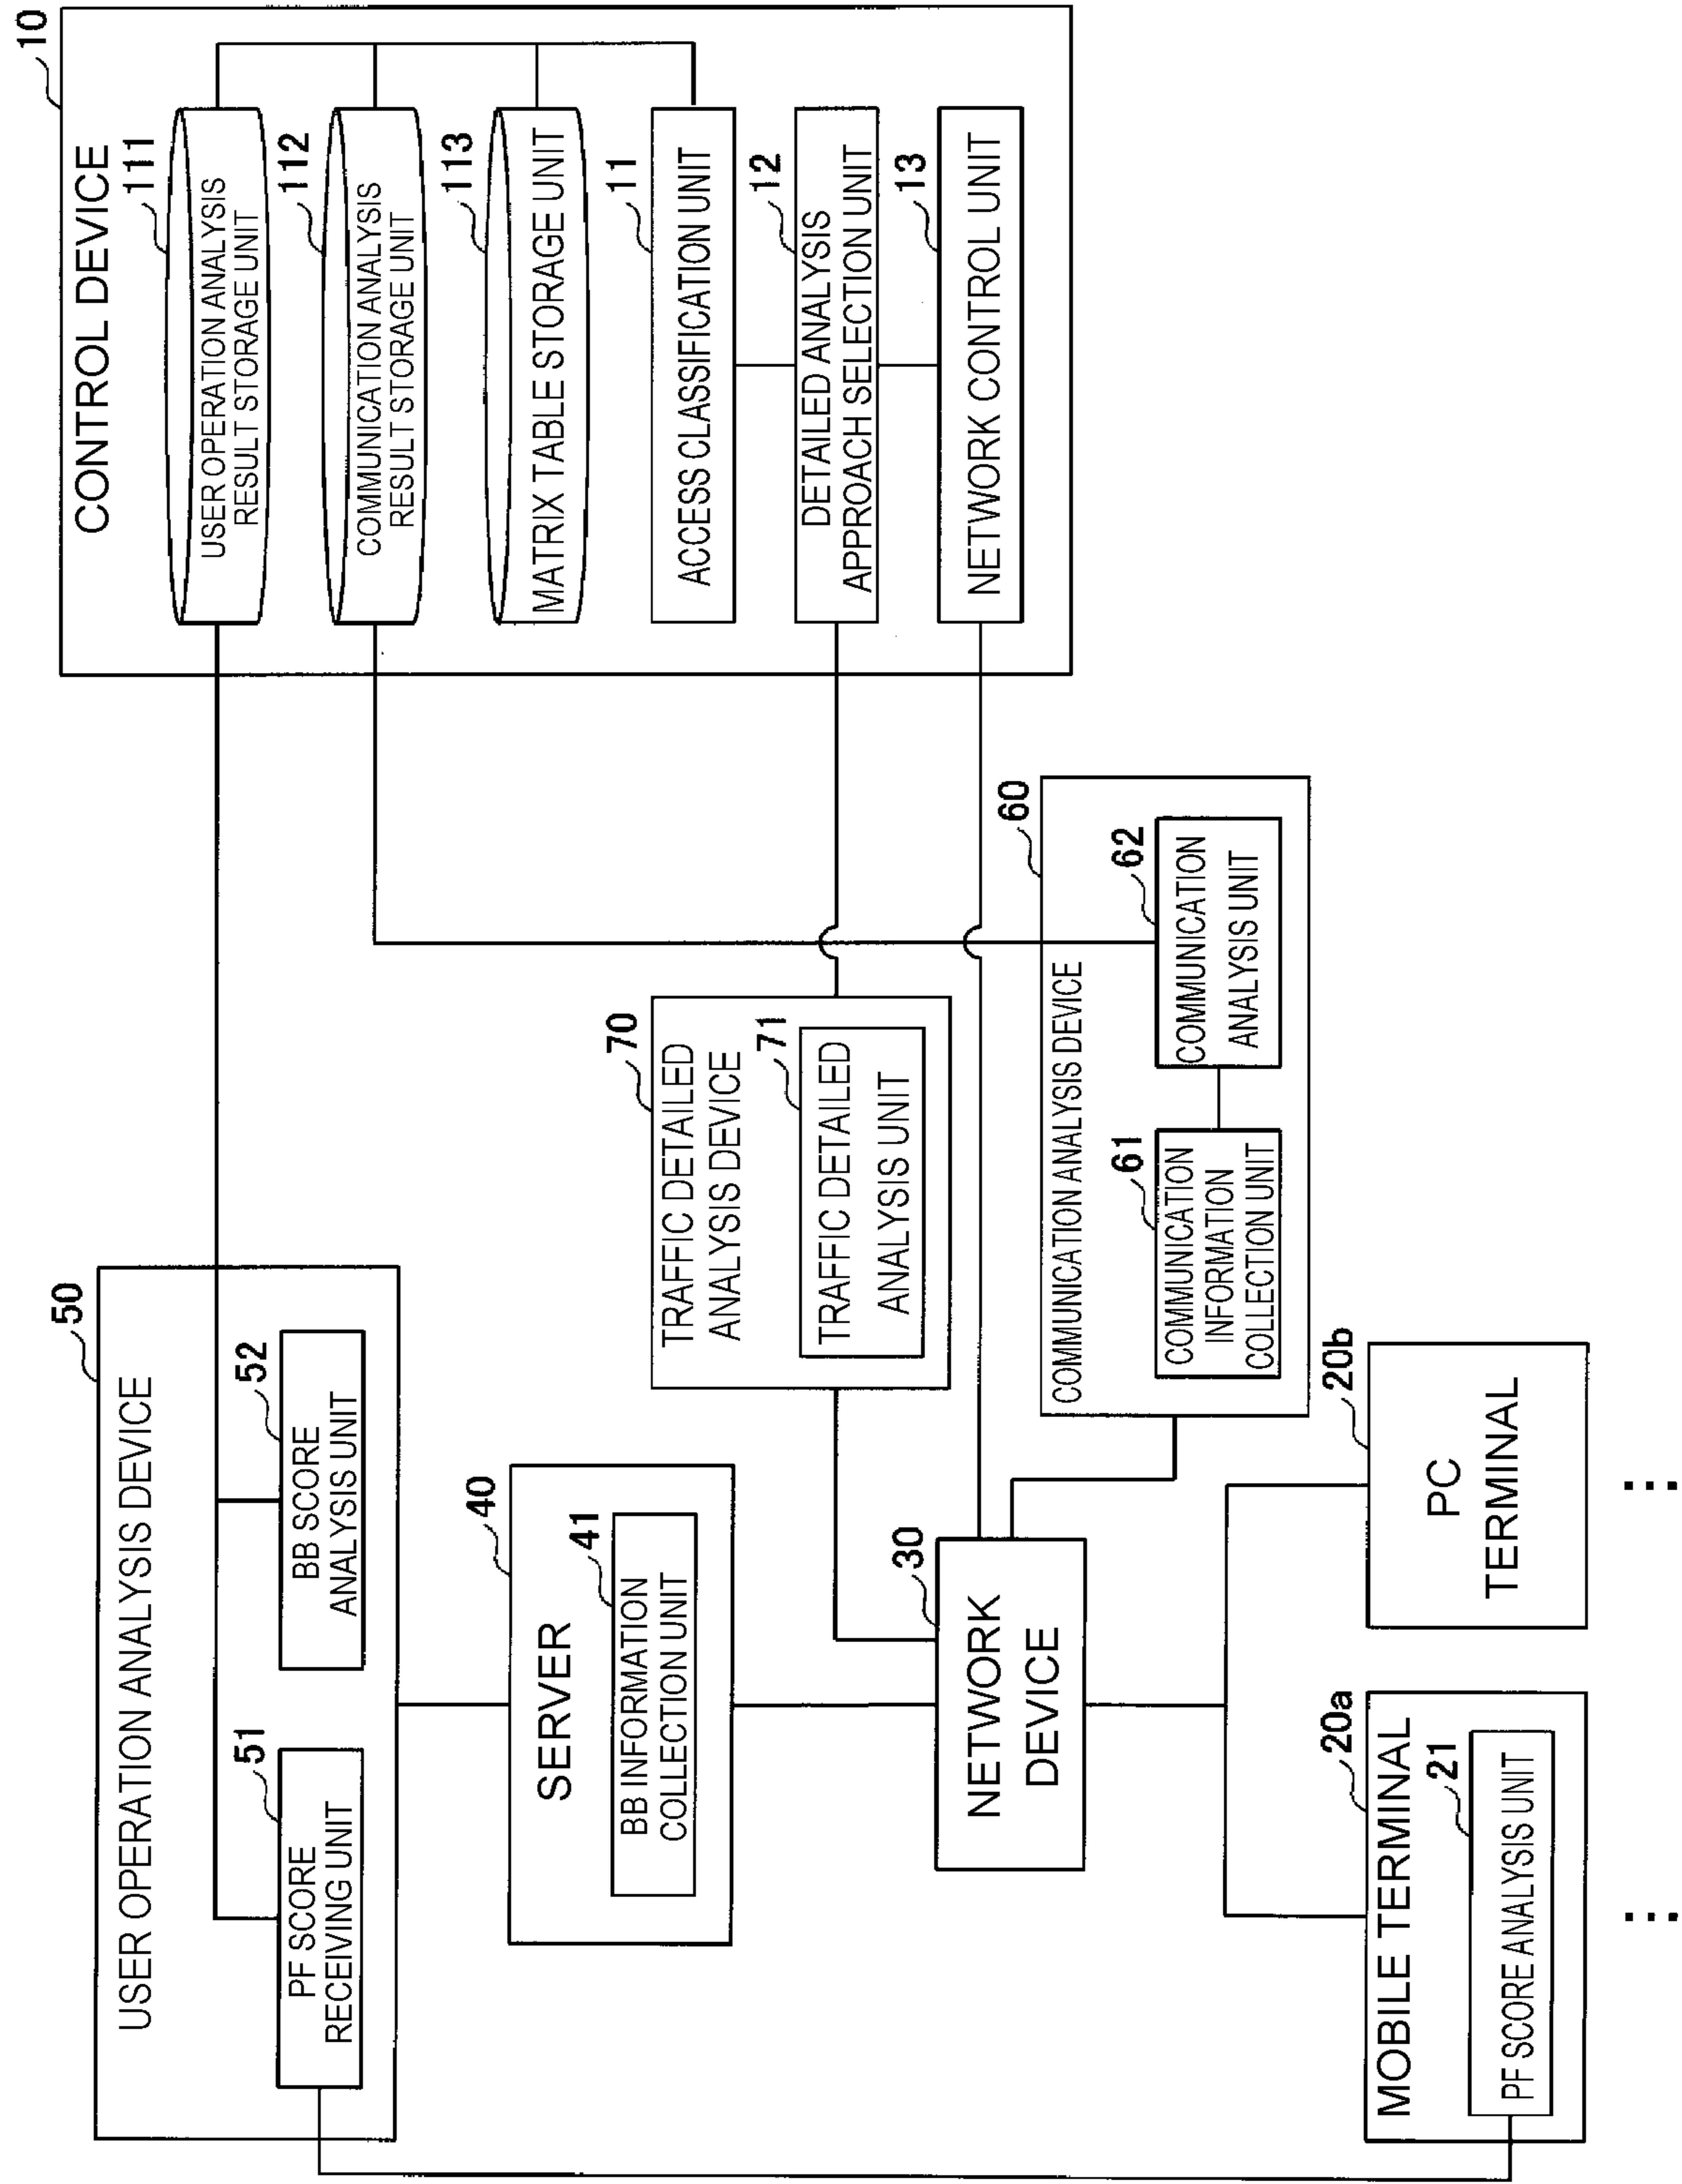 50
USER OPERATION ANALYSIS DEVICE
51
PF SCORE
RECEIVING UNIT
52
BB SCORE
ANALYSIS UNIT
40
SERVER
41
BB INFORMATION
COLLECTION UNIT
30
NETWORK
DEVICE
20a
MOBILE TERMINAL
21
PF SCORE ANALYSIS UNIT
⋮
20b
PC
TERMINAL
⋮
70
TRAFFIC DETAILED
ANALYSIS DEVICE
71
TRAFFIC DETAILED
ANALYSIS UNIT
60
COMMUNICATION ANALYSIS DEVICE
61
COMMUNICATION
INFORMATION
COLLECTION UNIT
62
COMMUNICATION
ANALYSIS UNIT
10
CONTROL DEVICE
111
USER OPERATION ANALYSIS
RESULT STORAGE UNIT
112
COMMUNICATION ANALYSIS
RESULT STORAGE UNIT
113
MATRIX TABLE STORAGE UNIT
11
ACCESS CLASSIFICATION UNIT
12
DETAILED ANALYSIS
APPROACH SELECTION UNIT
13
NETWORK CONTROL UNIT